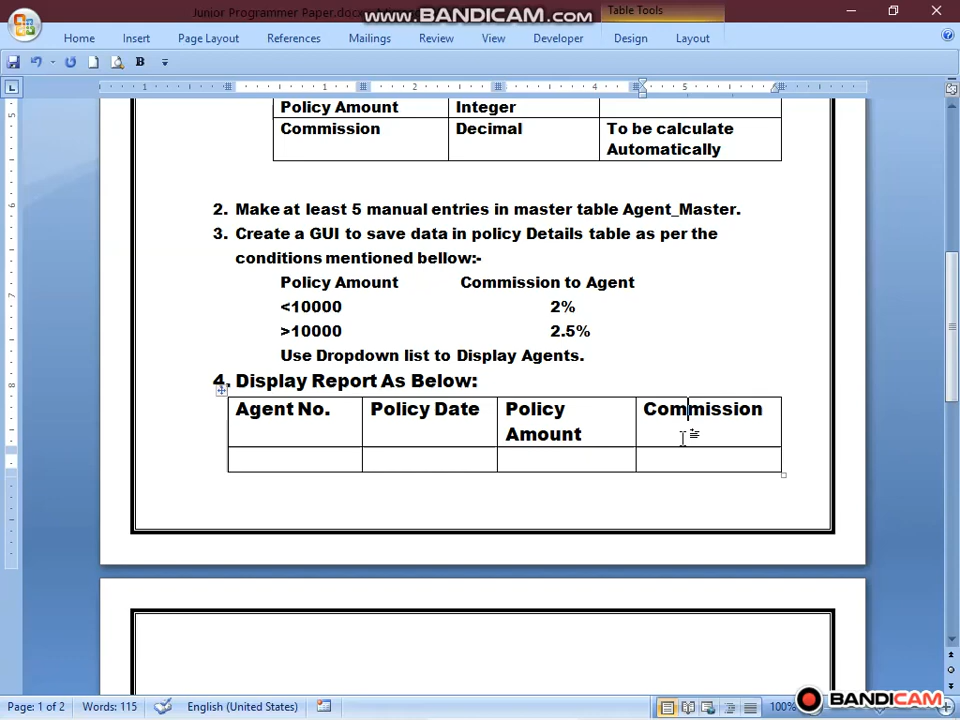 Junior Programmer Paper.docx
WWW.BANDICAM.COM
Table Tools
Home Insert Page Layout References Mailings Review View Developer Design Layout
B
1 1 2 4 5
Policy Amount Integer
Commission Decimal To be calculate
Automatically
2. Make at least 5 manual entries in master table Agent_Master.
3. Create a GUI to save data in policy Details table as per the
conditions mentioned bellow:-
Policy Amount Commission to Agent
<10000 2%
>10000 2.5%
Use Dropdown list to Display Agents.
4. Display Report As Below:
Agent No. Policy Date Policy Commission
Amount
Page: 1 of 2 Words: 115 English (United States) 100%
BANDICAM